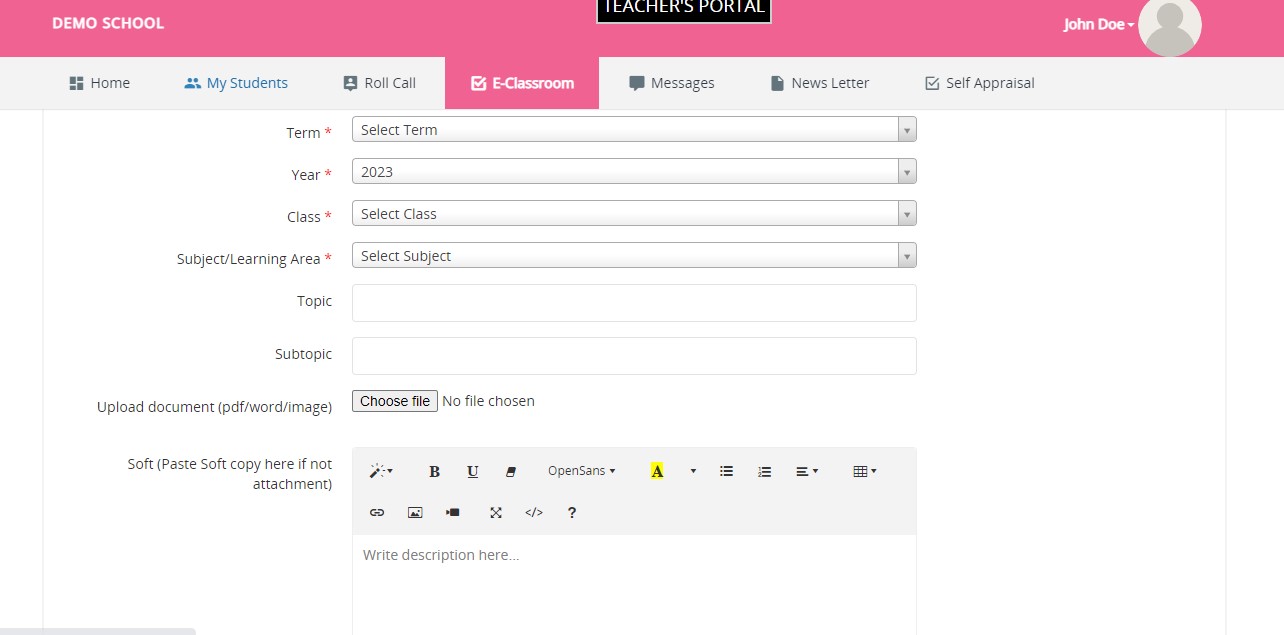 TEACHER'S PORTAL
DEMO SCHOOL
John Doe
Home My Students Roll Call E-Classroom Messages News Letter Self Appraisal
Term * Select Term
Year * 2023
Class * Select Class
Subject/Learning Area * Select Subject
Topic
Subtopic
Upload document (pdf/word/image) Choose file No file chosen
Soft (Paste Soft copy here if not
attachment)
B U OpenSans A
</> ?
Write description here...